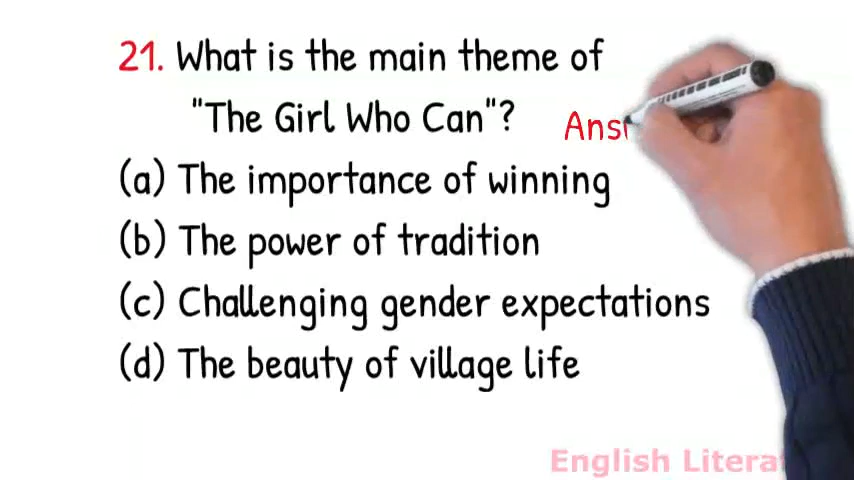 21. What is the main theme of
"The Girl Who Can"?
(a) The importance of winning
(b) The power of tradition
(c) Challenging gender expectations
(d) The beauty of village life
English